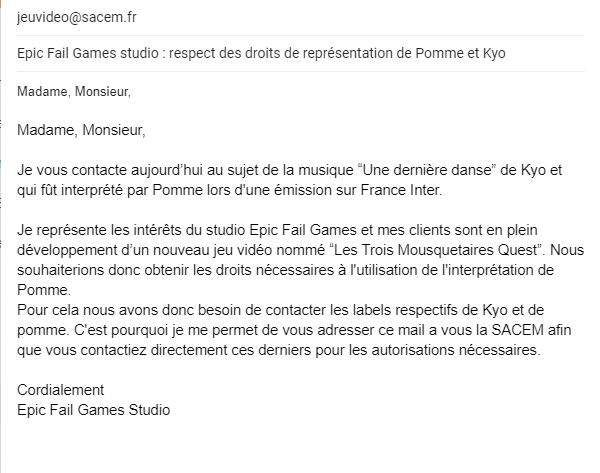 jeuvideo@sacem.fr
Epic Fail Games studio : respect des droits de représentation de Pomme et Kyo
Madame, Monsieur,
Madame, Monsieur,
Je vous contacte aujourd’hui au sujet de la musique “Une dernière danse” de Kyo et
qui fût interprété par Pomme lors d'une émission sur France Inter.
Je représente les intérêts du studio Epic Fail Games et mes clients sont en plein
développement d’un nouveau jeu vidéo nommé “Les Trois Mousquetaires Quest”. Nous
souhaiterions donc obtenir les droits nécessaires à l'utilisation de l'interprétation de
Pomme.
Pour cela nous avons donc besoin de contacter les labels respectifs de Kyo et de
pomme. C'est pourquoi je me permet de vous adresser ce mail a vous la SACEM afin
que vous contactiez directement ces derniers pour les autorisations nécessaires.
Cordialement
Epic Fail Games Studio